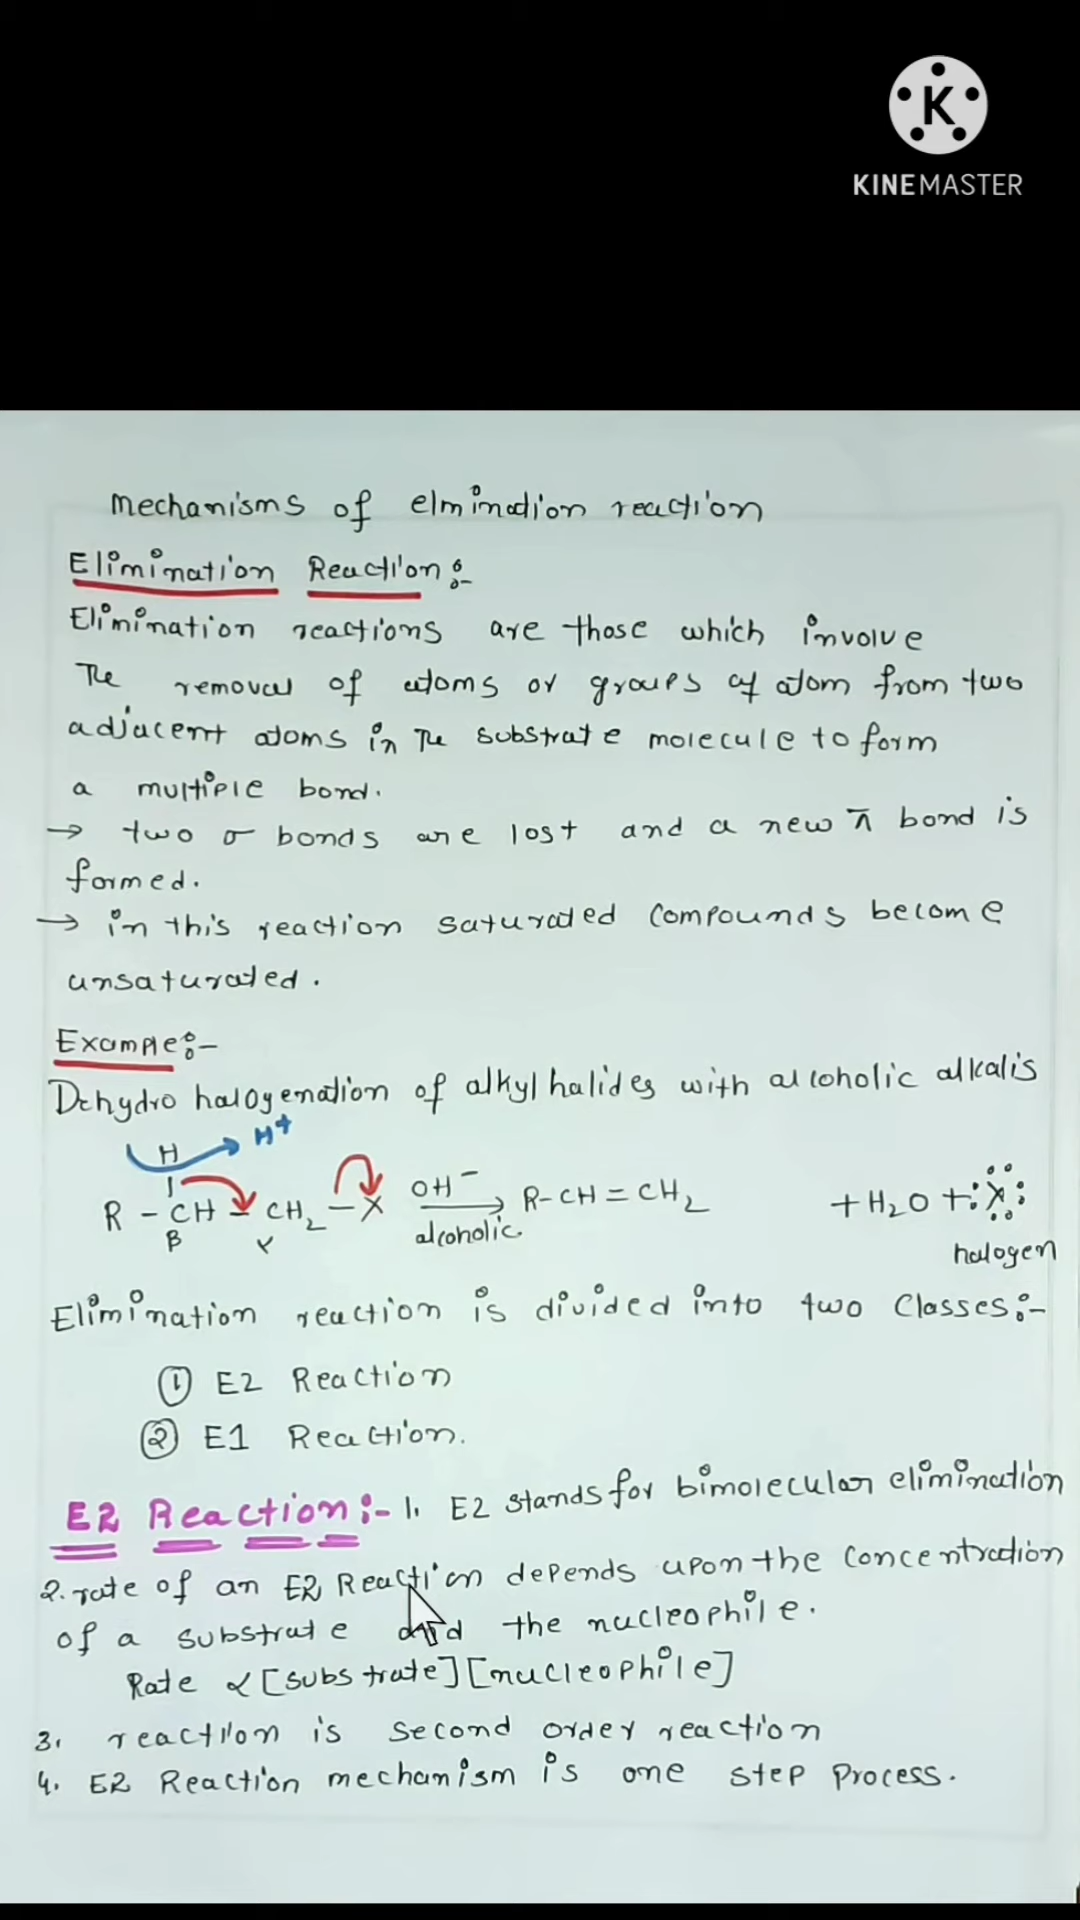 K
KINEMASTER
Mechanisms of elmination reaction
Elimination Reaction:-
Elimination reactions are those which involve
The removal of atoms or groups of atom from two
adjacent atoms in The substrate molecule to form
a multiple bond.
→ two σ bonds are lost and a new π bond is
formed.
→ in this reaction saturated compounds become
unsaturated.
Example:-
Dehydro halogenation of alkyl halides with alcoholic alkalis
H H+
R - CH - CH2 - X OH- alcoholic → R-CH=CH2 + H2O + :X:
β α halogen
Elimination reaction is divided into two classes:-
① E2 Reaction
② E1 Reaction.
E2 Reaction:- 1. E2 stands for bimolecular elimination
2. rate of an E2 Reaction depends upon the concentration
of a substrate and the nucleophile.
Rate ∝ [substrate][nucleophile]
3. reaction is second order reaction
4. E2 Reaction mechanism is one step process.